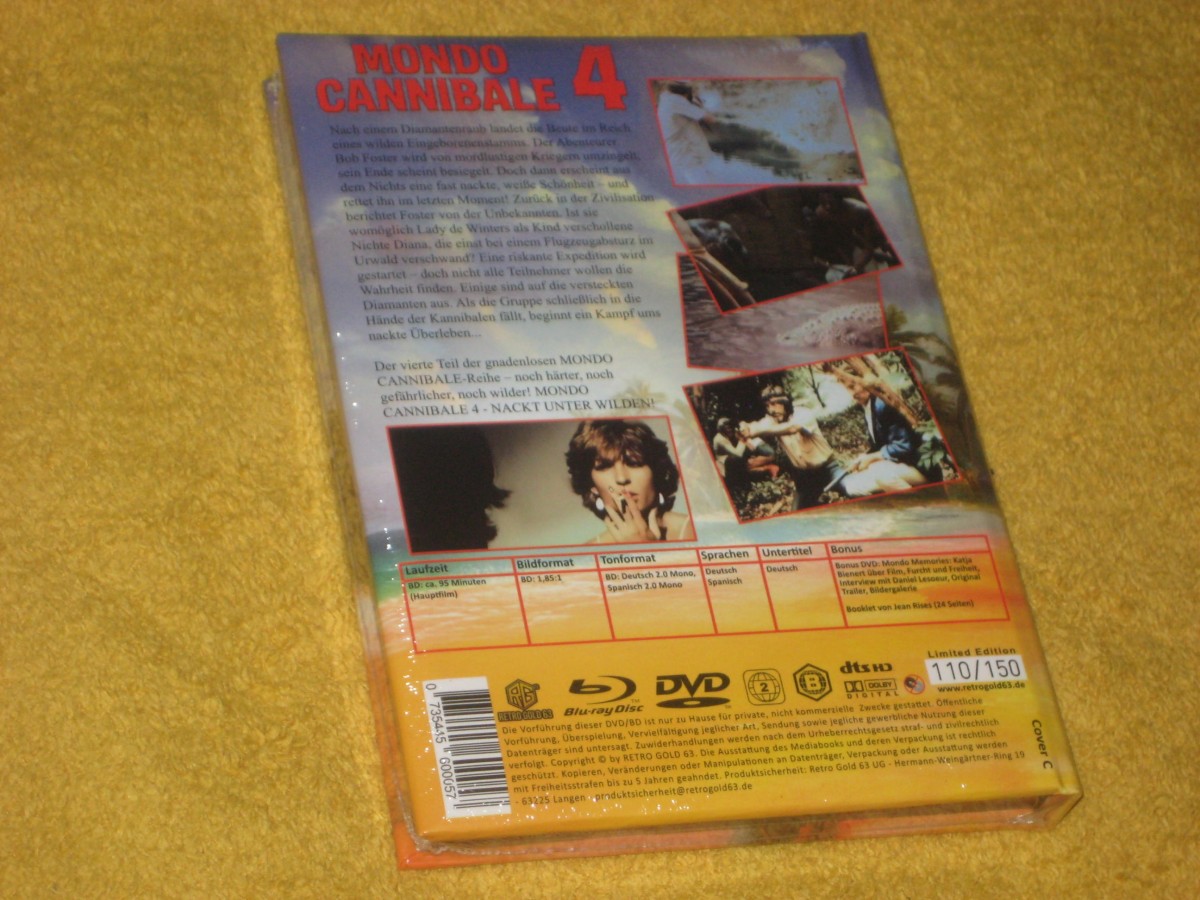 MONDO
CANNIBALE 4
Nach einem Diamantenraub landet die Beute im Reich
eines wilden Eingeborenenstamms. Der Abenteurer
Bob Foster wird von mordlustigen Kriegern umzingelt,
sein Ende scheint besiegelt. Doch dann erscheint aus
dem Nichts eine fast nackte, weiße Schönheit – und
rettet ihn im letzten Moment! Zurück in der Zivilisation
berichtet Foster von der Unbekannten. Ist sie
womöglich Lady de Winters als Kind verschollene
Nichte Diana, die einst bei einem Flugzeugabsturz im
Urwald verschwand? Eine riskante Expedition wird
gestartet – doch nicht alle Teilnehmer wollen die
Wahrheit finden. Einige sind auf die versteckten
Diamanten aus. Als die Gruppe schließlich in die
Hände der Kannibalen fällt, beginnt ein Kampf ums
nackte Überleben...
Der vierte Teil der gnadenlosen MONDO
CANNIBALE-Reihe – noch härter, noch
gefährlicher, noch wilder! MONDO
CANNIBALE 4 - NACKT UNTER WILDEN!
Laufzeit Bildformat Tonformat Sprachen Untertitel Bonus
BD: ca. 95 Minuten
(Hauptfilm)
BD: 1,85:1
BD: Deutsch 2.0 Mono,
Spanisch 2.0 Mono
Deutsch
Spanisch
Deutsch
Bonus DVD: Mondo Memories: Katja
Bienert über Film, Furcht und Freiheit,
Interview mit Daniel Lesoeur, Original
Trailer, Bildergalerie
Booklet von Jean Rises (24 Seiten)
Limited Edition
110/150
www.retrogold63.de
RG
RETRO GOLD 63
Blu-ray Disc
DVD
2
B
dts HD
DOLBY
DIGITAL
0 735415 600057
Die Vorführung dieser DVD/BD ist nur zu Hause für private, nicht kommerzielle Zwecke gestattet. Öffentliche
Vorführung, Überspielung, Vervielfältigung jeglicher Art, Sendung sowie jegliche gewerbliche Nutzung dieser
Datenträger sind untersagt. Zuwiderhandlungen werden nach dem Urheberrechtsgesetz straf- und zivilrechtlich
verfolgt. Copyright © by RETRO GOLD 63. Die Ausstattung des Mediabooks und deren Verpackung ist rechtlich
geschützt. Kopieren, Veränderungen oder Manipulationen an Datenträger, Verpackung oder Ausstattung werden
mit Freiheitsstrafen bis zu 5 Jahren geahndet. Produktsicherheit: Retro Gold 63 UG - Hermann-Weingärtner-Ring 19
- 63225 Langen - produktsicherheit@retrogold63.de
Cover C